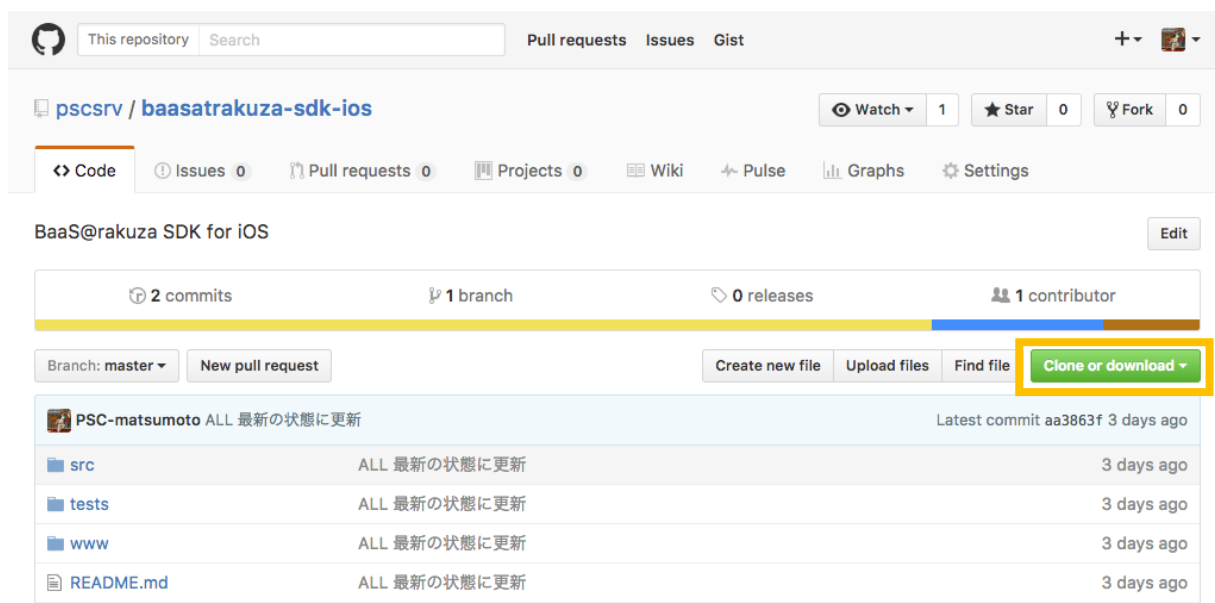 This repository Search Pull requests Issues Gist
pscsrv / baasatrakuza-sdk-ios Watch 1 Star 0 Fork 0
Code Issues 0 Pull requests 0 Projects 0 Wiki Pulse Graphs Settings
BaaS@rakuza SDK for iOS Edit
2 commits 1 branch 0 releases 1 contributor
Branch: master New pull request Create new file Upload files Find file Clone or download
PSC-matsumoto ALL 最新の状態に更新 Latest commit aa3863f 3 days ago
src ALL 最新の状態に更新 3 days ago
tests ALL 最新の状態に更新 3 days ago
www ALL 最新の状態に更新 3 days ago
README.md ALL 最新の状態に更新 3 days ago